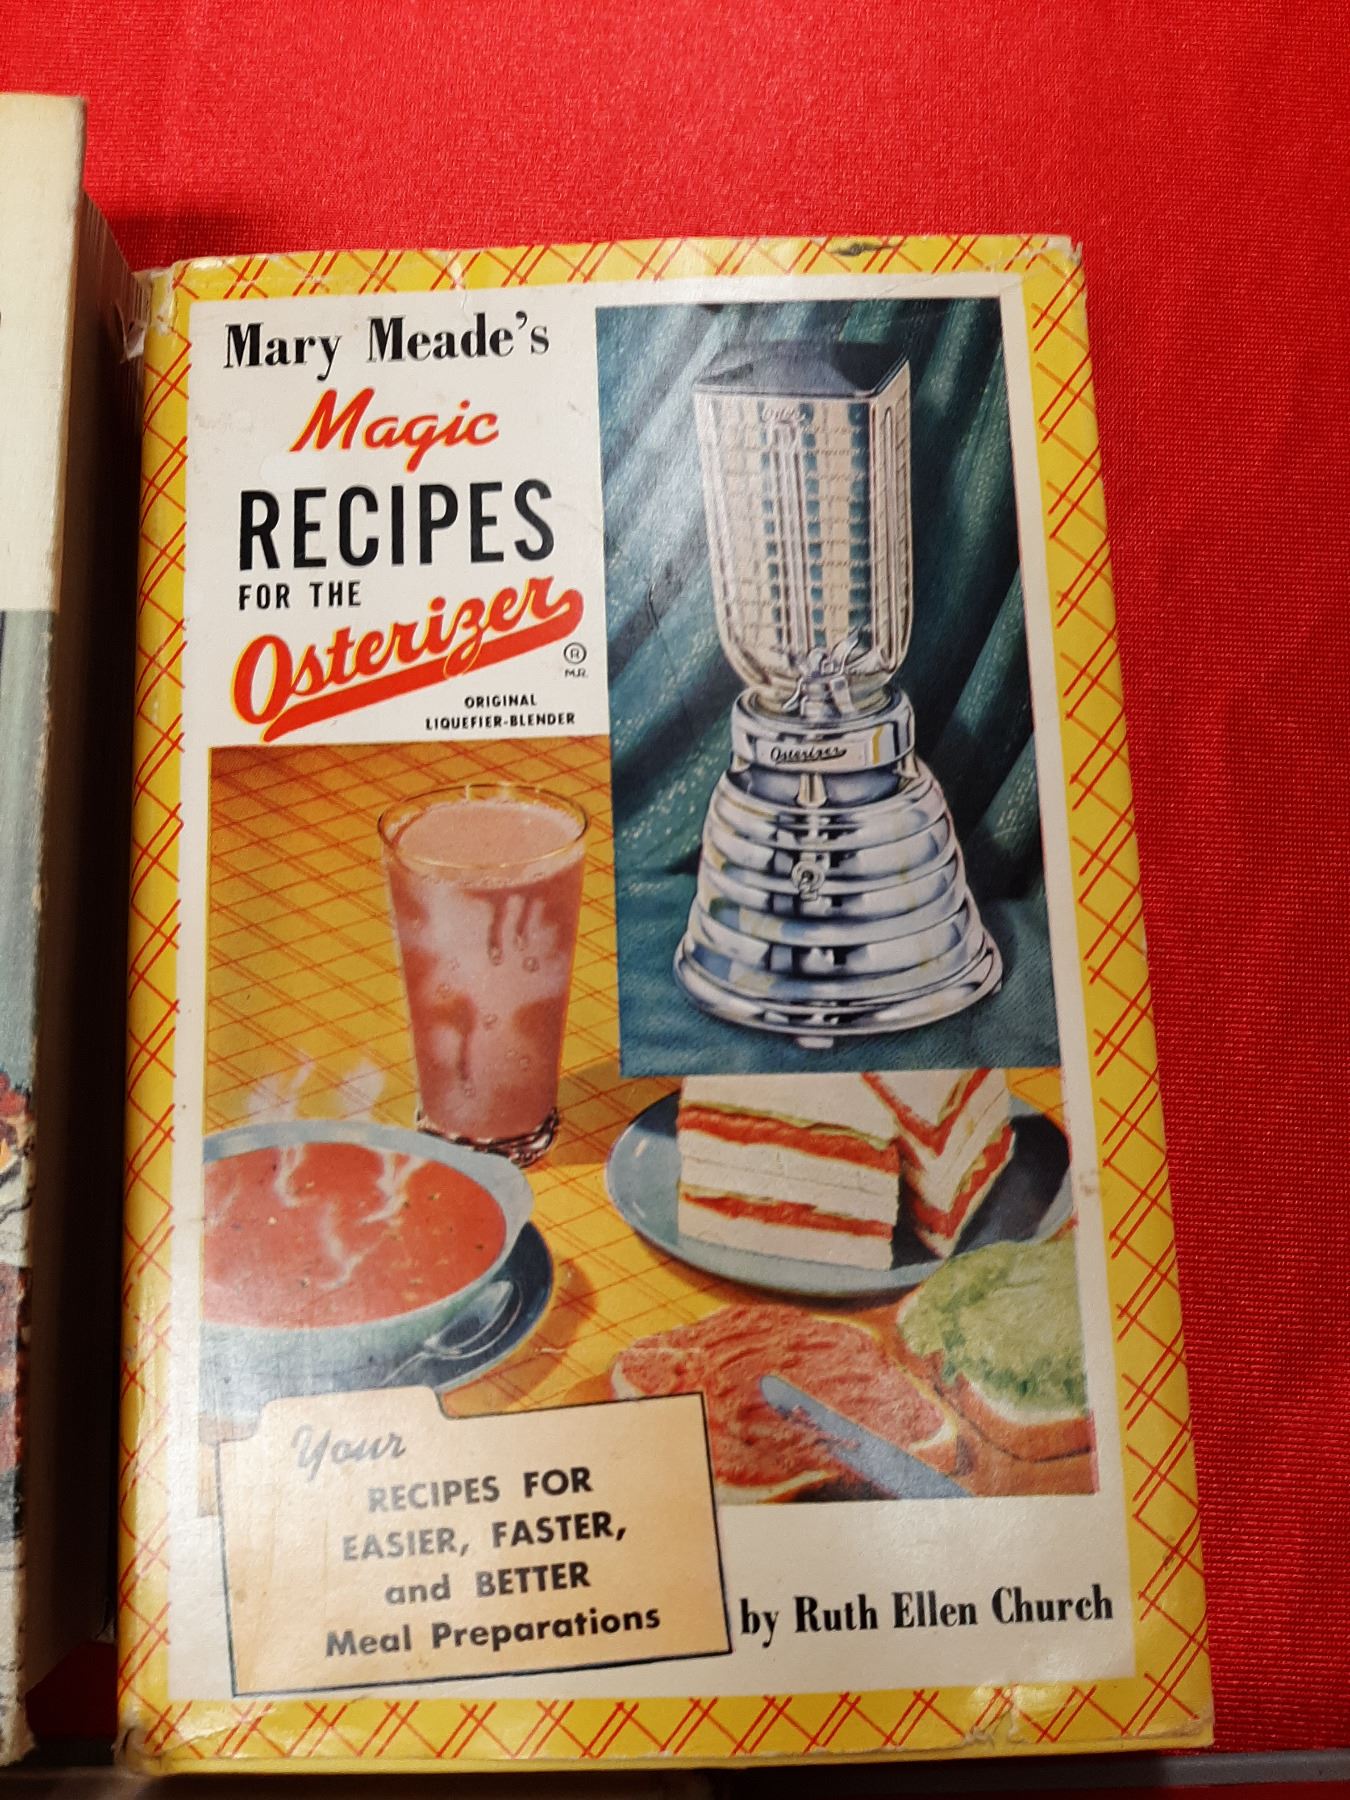 Mary Meade's
Magic
RECIPES
FOR THE
Osterizer
®
M.R.
ORIGINAL
LIQUEFIER-BLENDER
Osterizer
Your
RECIPES FOR
EASIER, FASTER,
and BETTER
Meal Preparations
by Ruth Ellen Church